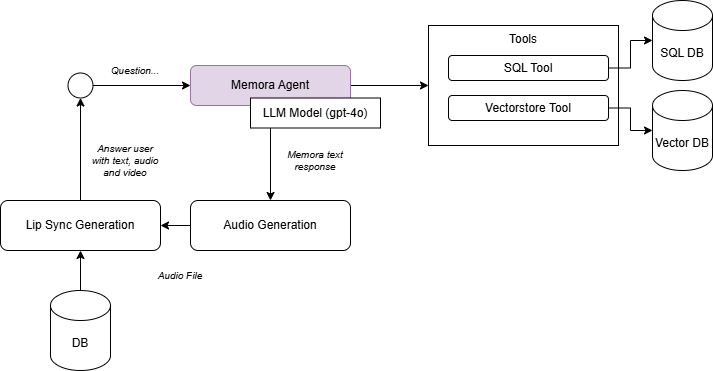 Tools
SQL DB
Question...
Memora Agent
SQL Tool
LLM Model (gpt-4o)
Vectorstore Tool
Vector DB
Answer user
with text, audio
and video
Memora text
response
Lip Sync Generation
Audio Generation
Audio File
DB